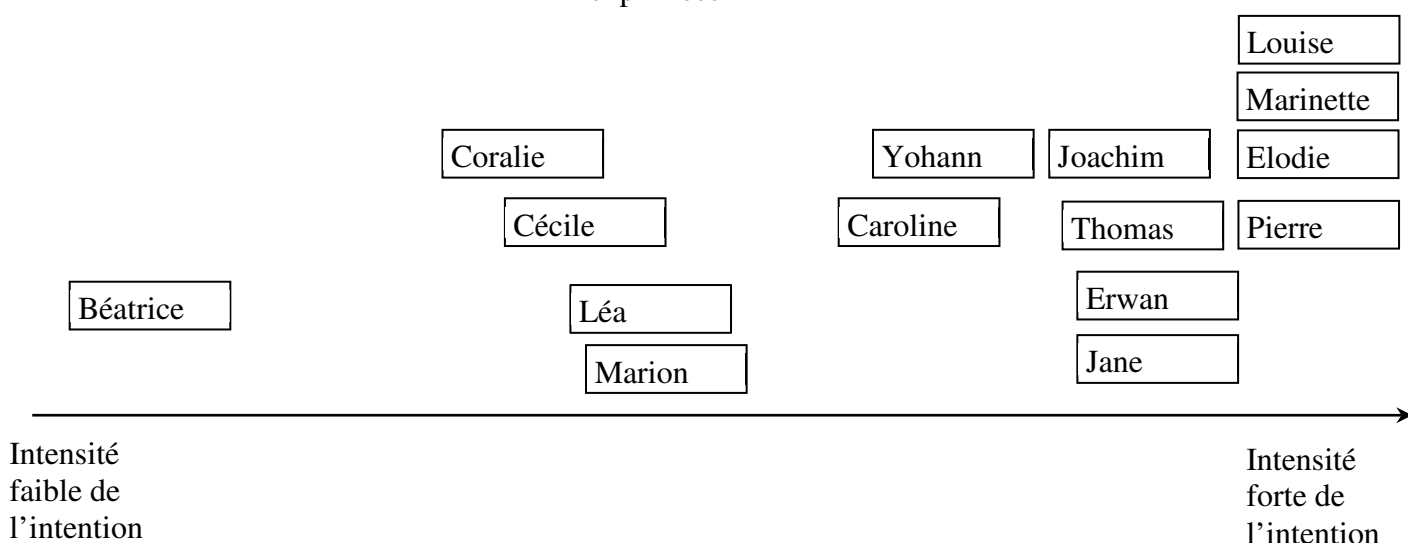 Louise
Marinette
Coralie
Yohann
Joachim
Elodie
Cécile
Caroline
Thomas
Pierre
Béatrice
Léa
Erwan
Marion
Jane
Intensité
faible de
l'intention
Intensité
forte de
l'intention